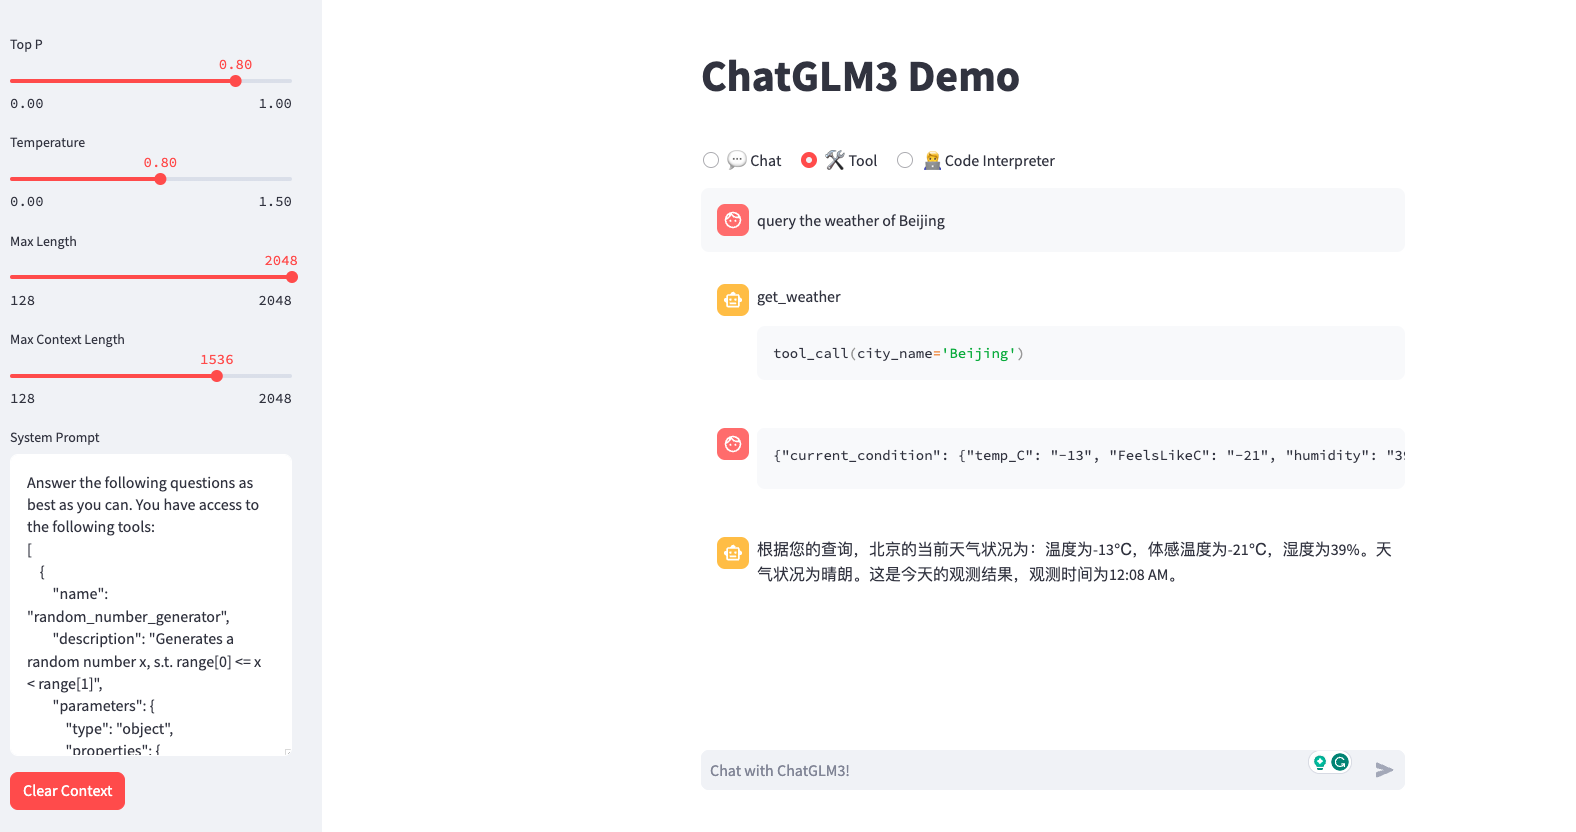 Top P
0.80
0.00 1.00
Temperature
0.80
0.00 1.50
Max Length
2048
128 2048
Max Context Length
1536
128 2048
System Prompt
Answer the following questions as
best as you can. You have access to
the following tools:
[
{
"name":
"random_number_generator",
"description": "Generates a
random number x, s.t. range[0] <= x
< range[1]",
"parameters": {
"type": "object",
"properties": {
Clear Context
ChatGLM3 Demo
Chat Tool Code Interpreter
query the weather of Beijing
get_weather
tool_call(city_name='Beijing')
{"current_condition": {"temp_C": "-13", "FeelsLikeC": "-21", "humidity": "39
根据您的查询，北京的当前天气状况为：温度为-13℃，体感温度为-21℃，湿度为39%。天
气状况为晴朗。这是今天的观测结果，观测时间为12:08 AM。
Chat with ChatGLM3!